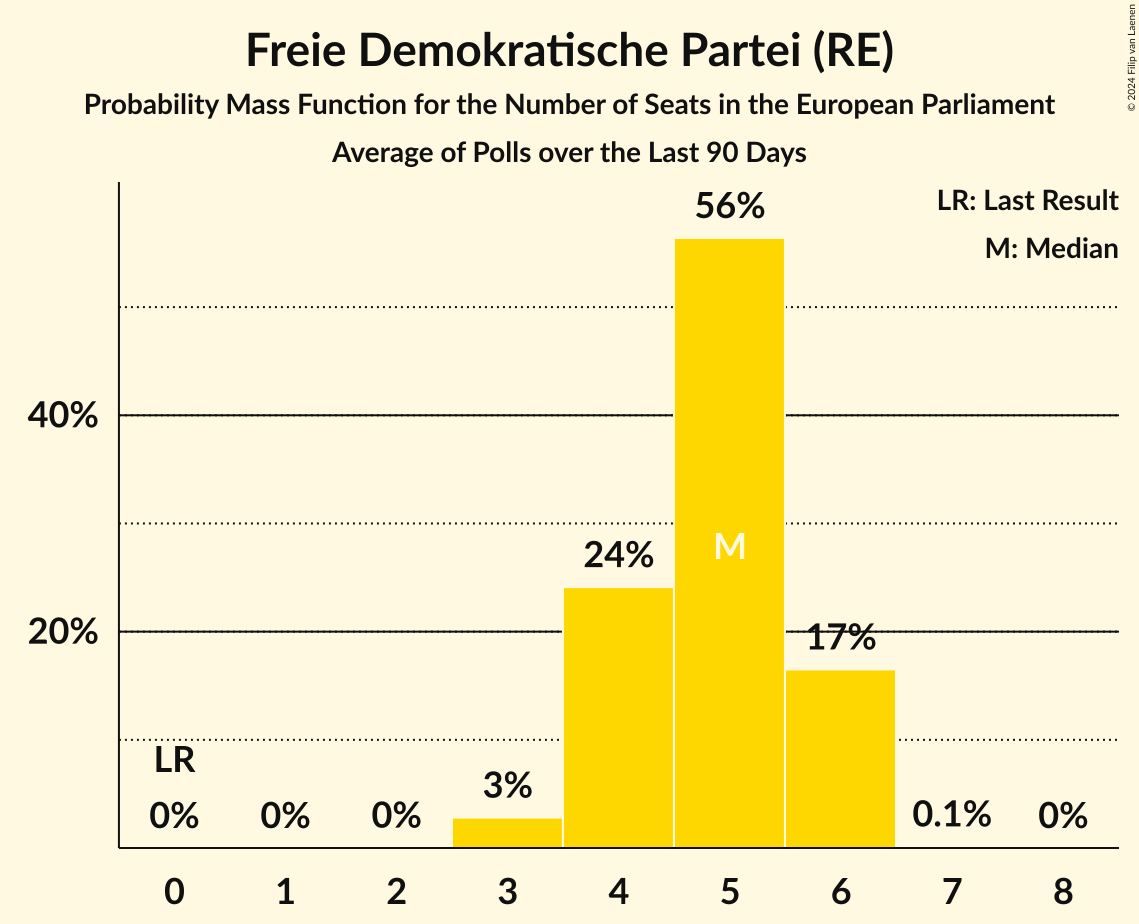 Freie Demokratische Partei (RE)
Probability Mass Function for the Number of Seats in the European Parliament
Average of Polls over the Last 90 Days
© 2024 Filip van Laenen
LR: Last Result
M: Median
56%
40%
24%
M
20%
17%
LR
0%
0%
0%
3%
0.1%
0%
0 1 2 3 4 5 6 7 8